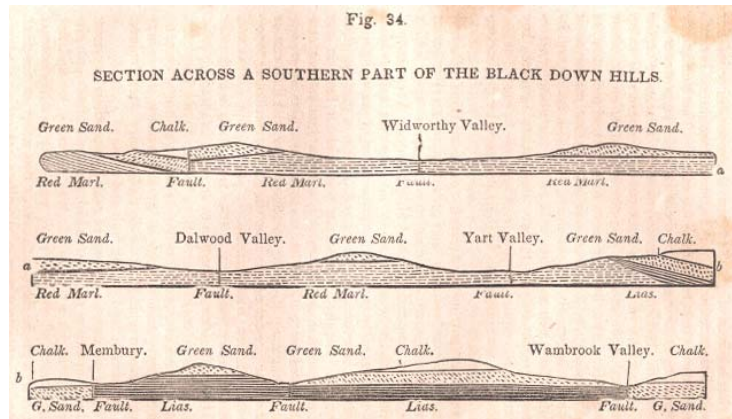 Fig. 34.
SECTION ACROSS A SOUTHERN PART OF THE BLACK DOWN HILLS.
Green Sand. Chalk. Green Sand. Widworthy Valley. Green Sand.
a
Red Marl. Fault. Red Marl. Fault. Red Marl.
Green Sand. Dalwood Valley. Green Sand. Yart Valley. Green Sand. Chalk.
a b
Red Marl. Fault. Red Marl. Fault. Lias.
Chalk. Membury. Green Sand. Green Sand. Chalk. Wambrook Valley. Chalk.
b
G. Sand. Fault. Lias. Fault. Lias. Fault. G. Sand.